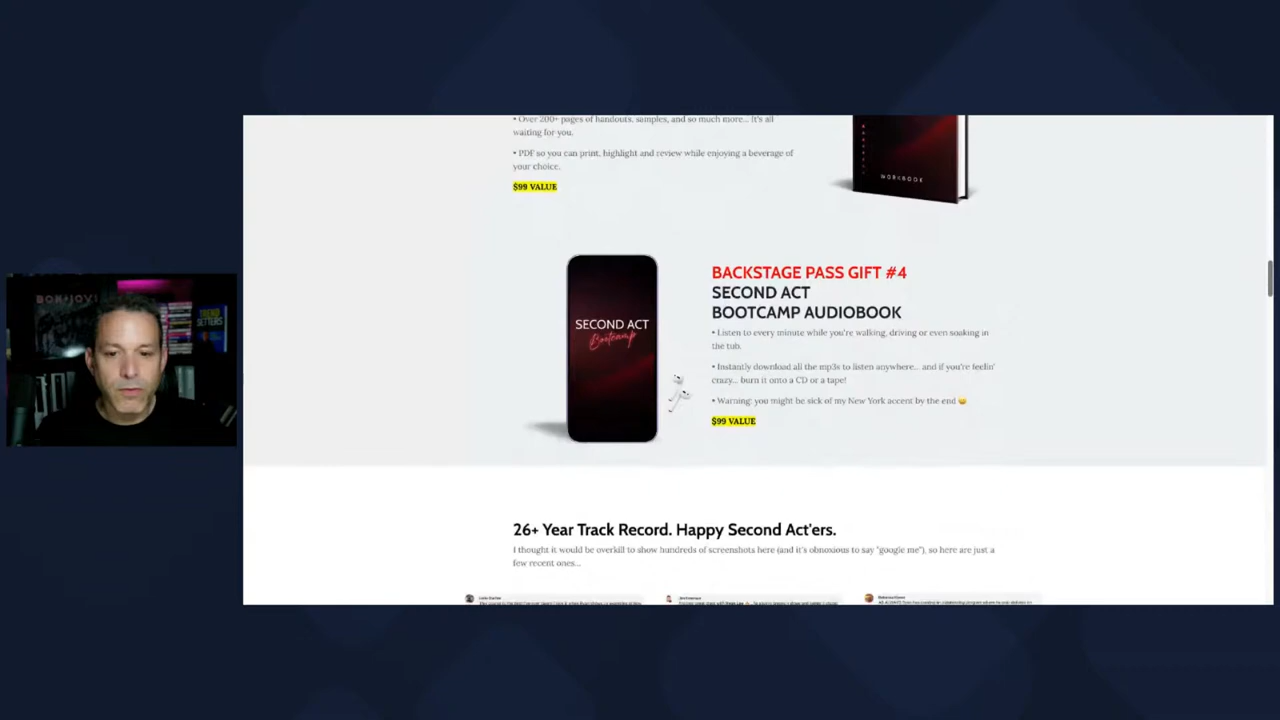 • Over 200+ pages of handouts, samples, and so much more... It's all
waiting for you.
• PDF so you can print, highlight and review while enjoying a beverage of
your choice.
$99 VALUE
WORKBOOK
BACKSTAGE PASS GIFT #4
SECOND ACT
BOOTCAMP AUDIOBOOK
• Listen to every minute while you're walking, driving or even soaking in
the tub.
• Instantly download all the mp3s to listen anywhere... and if you're feelin'
crazy... burn it onto a CD or a tape!
• Warning: you might be sick of my New York accent by the end 😄
$99 VALUE
SECOND ACT
Bootcamp
BON JOVI
TREND
SETTERS
26+ Year Track Record. Happy Second Act'ers.
I thought it would be overkill to show hundreds of screenshots here (and it's obnoxious to say "google me"), so here are just a
few recent ones...